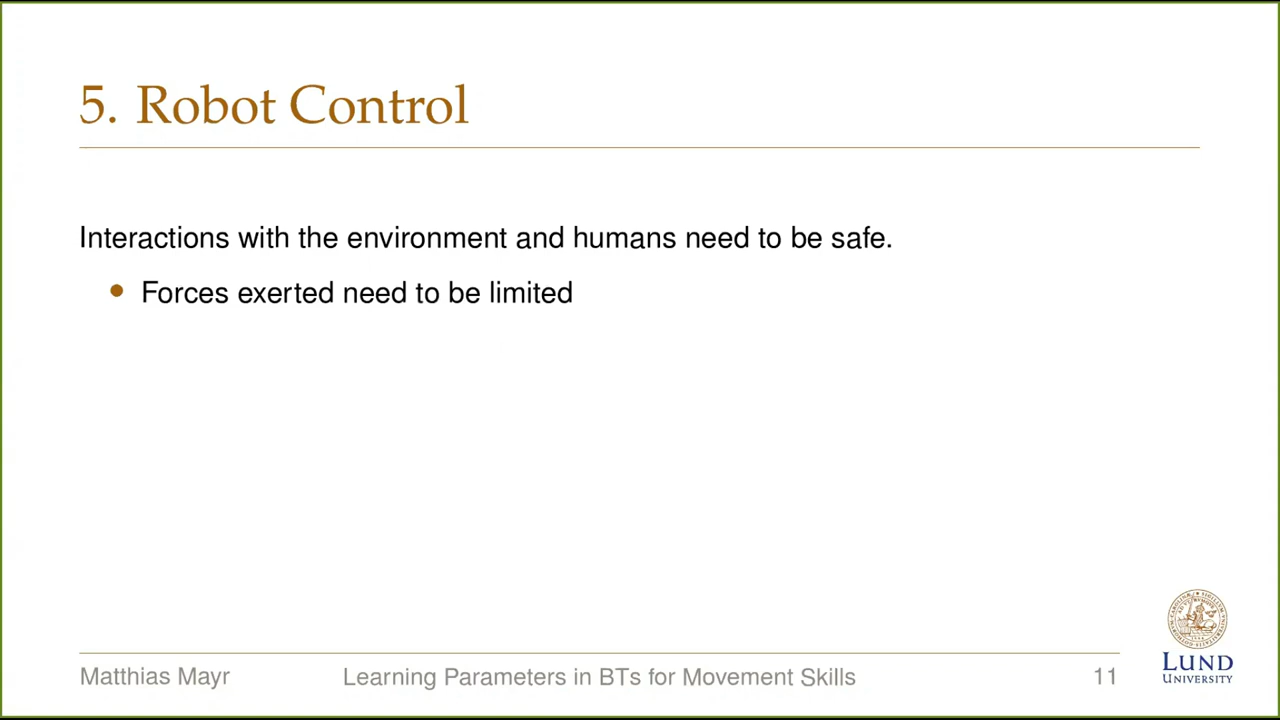 5. Robot Control
Interactions with the environment and humans need to be safe.
Forces exerted need to be limited
Matthias Mayr
Learning Parameters in BTs for Movement Skills
11
LUND
UNIVERSITY